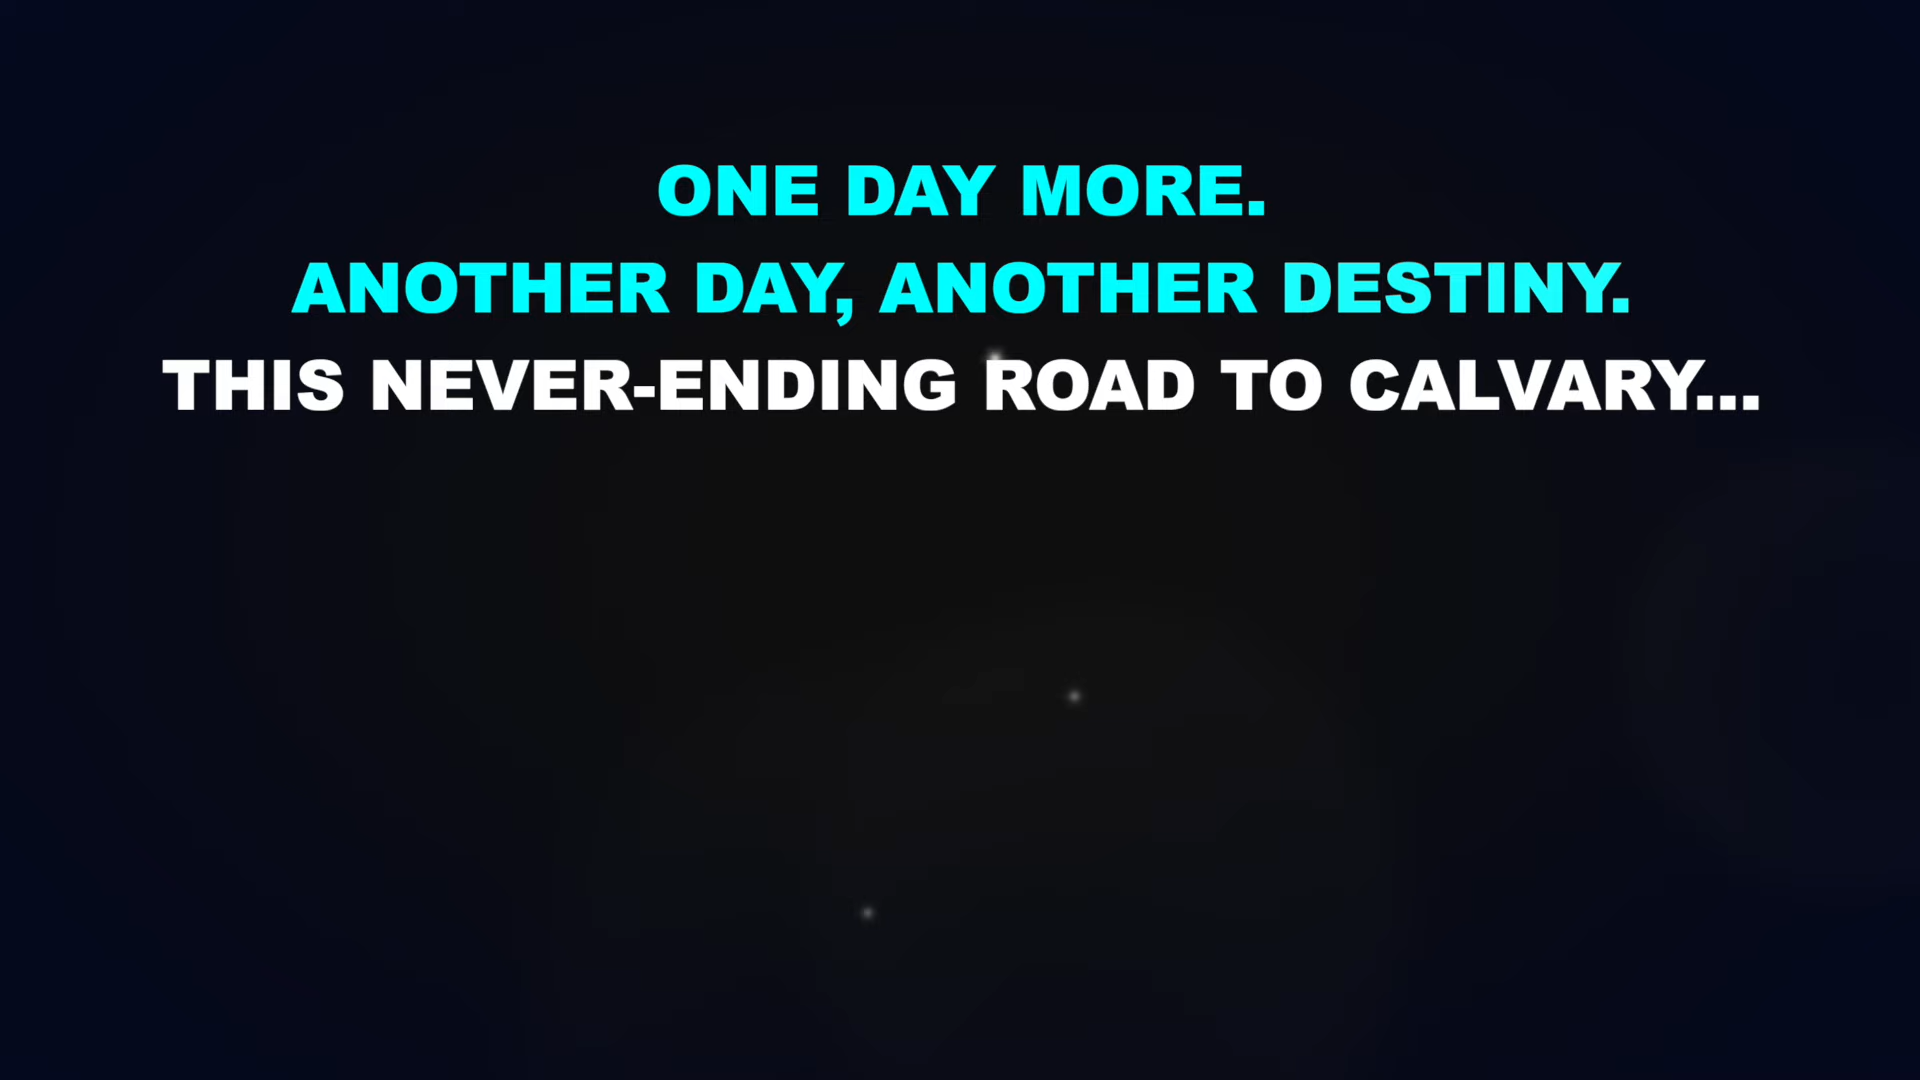 ONE DAY MORE.
ANOTHER DAY, ANOTHER DESTINY.
THIS NEVER-ENDING ROAD TO CALVARY...